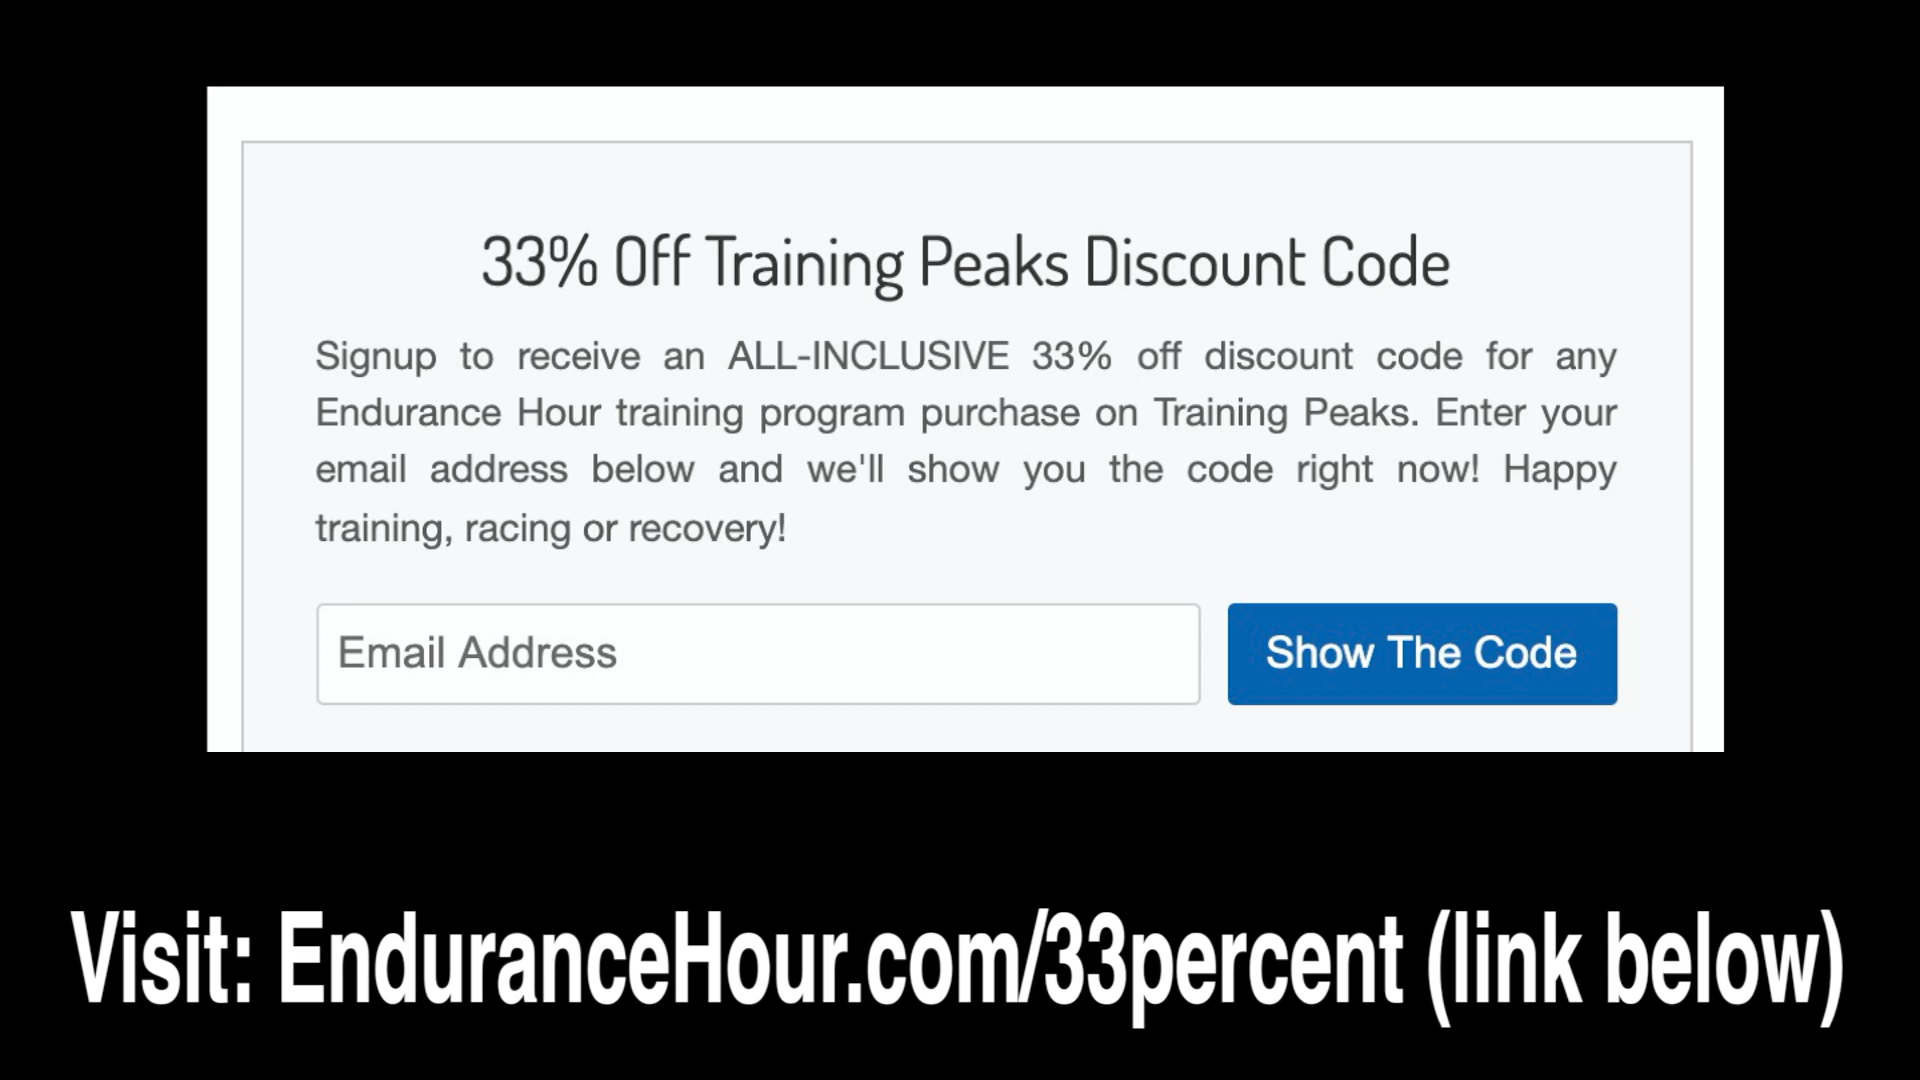 33% Off Training Peaks Discount Code
Signup to receive an ALL-INCLUSIVE 33% off discount code for any
Endurance Hour training program purchase on Training Peaks. Enter your
email address below and we'll show you the code right now! Happy
training, racing or recovery!
Email Address
Show The Code
Visit: EnduranceHour.com/33percent (link below)